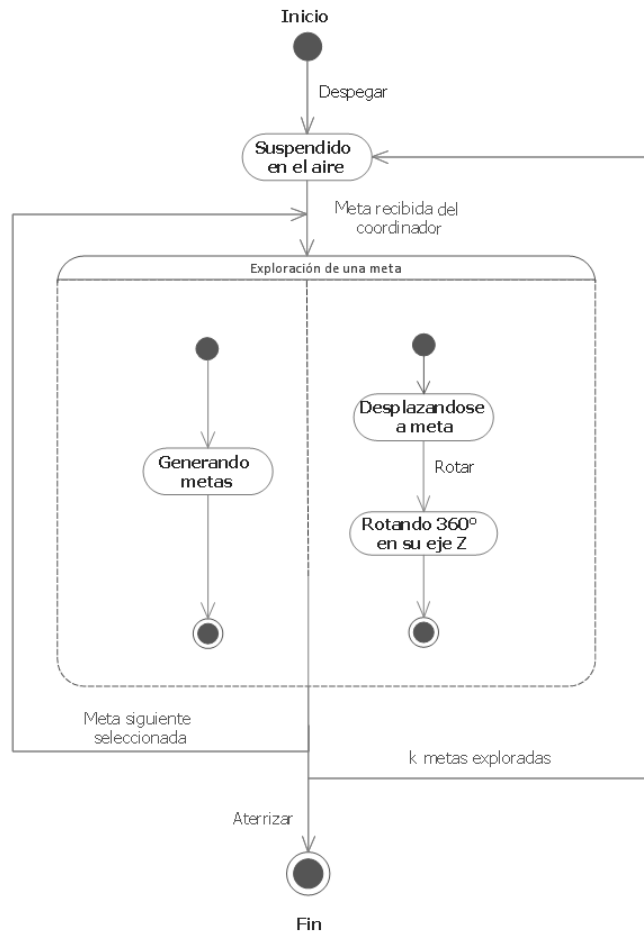 Inicio
Despegar
Suspendido
en el aire
Meta recibida del
coordinador
Exploración de una meta
Desplazandose
a meta
Generando
metas
Rotar
Rotando 360º
en su eje Z
Meta siguiente
seleccionada
k metas exploradas
Aterrizar
Fin